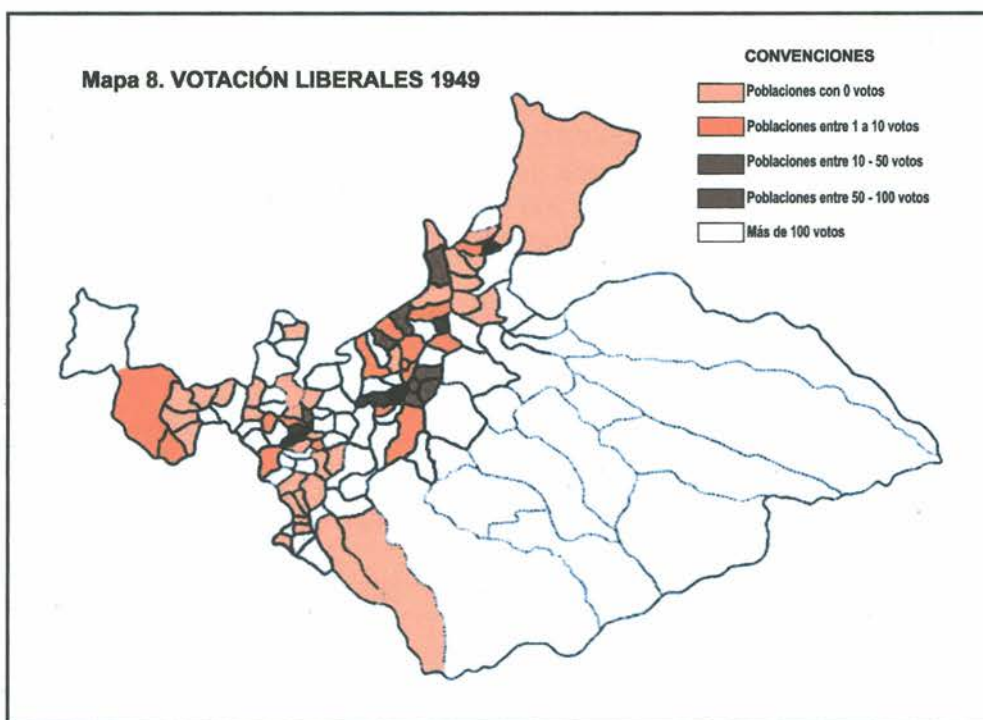 Mapa 8. VOTACIÓN LIBERALES 1949
CONVENCIONES
Poblaciones con 0 votos
Poblaciones entre 1 a 10 votos
Poblaciones entre 10 - 50 votos
Poblaciones entre 50 - 100 votos
Más de 100 votos